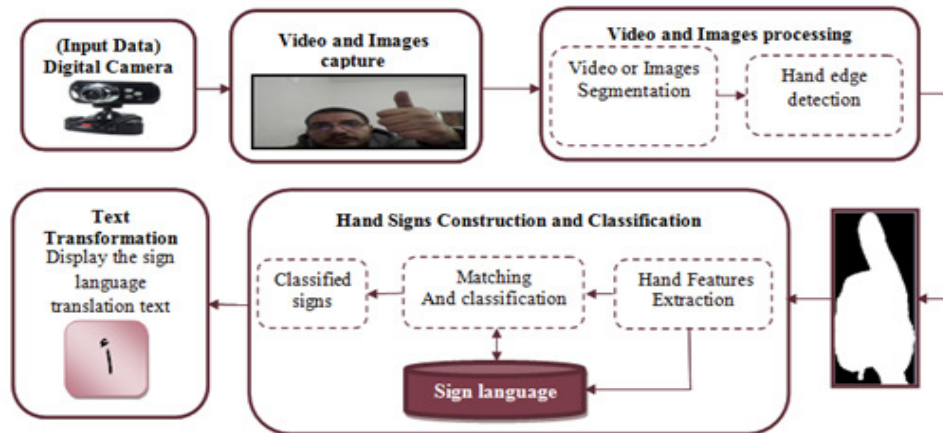 (Input Data)
Digital Camera
Video and Images
capture
Video and Images processing
Video or Images
Segmentation
Hand edge
detection
Text
Transformation
Display the sign
language
translation text
أ
Hand Signs Construction and Classification
Classified
signs
Matching
And classification
Hand Features
Extraction
Sign language